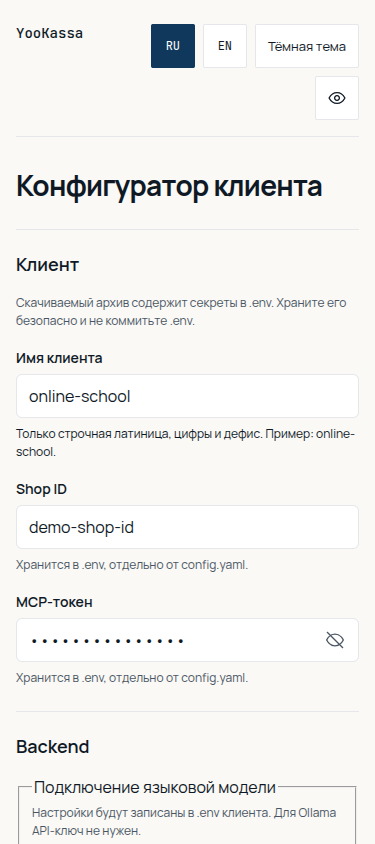 YooKassa
RU
EN
Тёмная тема
Конфигуратор клиента
Клиент
Скачиваемый архив содержит секреты в .env. Храните его
безопасно и не коммитьте .env.
Имя клиента
online-school
Только строчная латиница, цифры и дефис. Пример: online-
school.
Shop ID
demo-shop-id
Хранится в .env, отдельно от config.yaml.
MCP-токен
•••••••••••••••
Хранится в .env, отдельно от config.yaml.
Backend
Подключение языковой модели
Настройки будут записаны в .env клиента. Для Ollama
API-ключ не нужен.